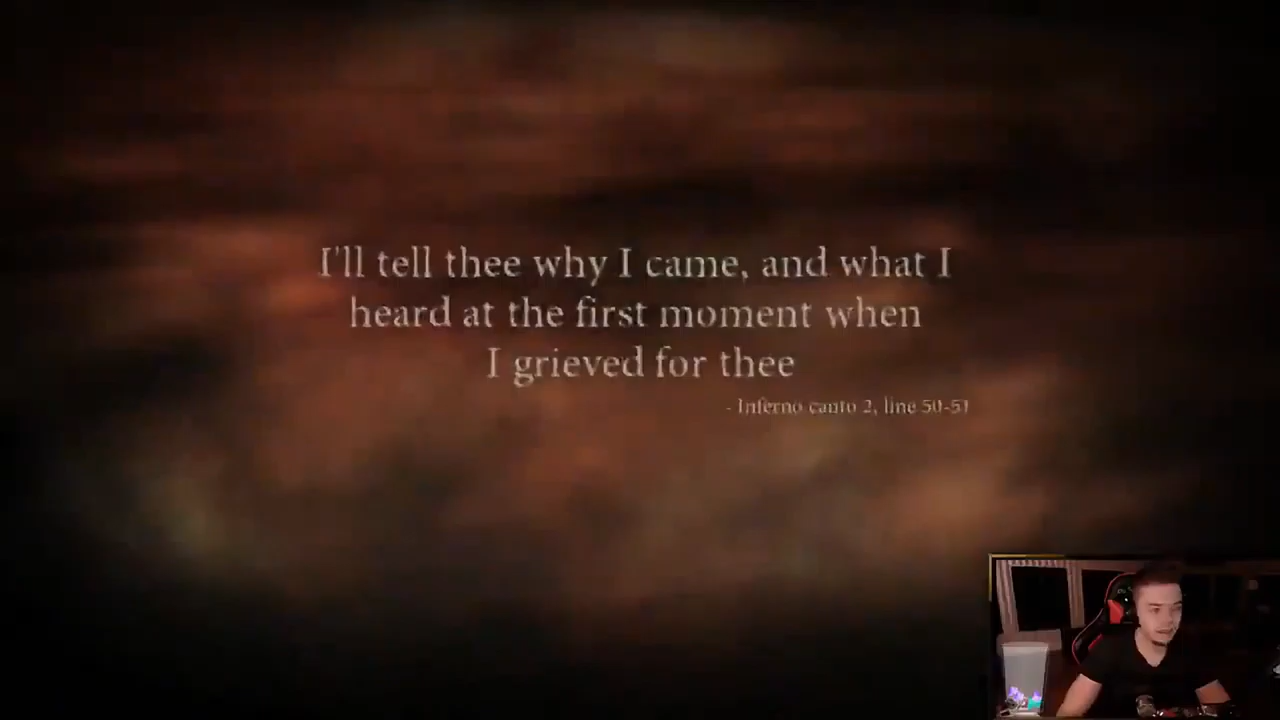 I'll tell thee why I came, and what I
heard at the first moment when
I grieved for thee
- Inferno canto 2, line 50-51